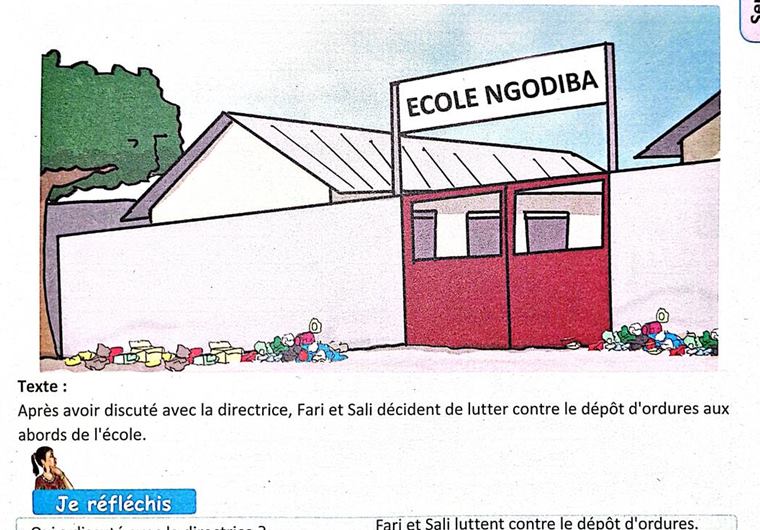 ECOLE NGODIBA
Texte :
Après avoir discuté avec la directrice, Fari et Sali décident de lutter contre le dépôt d'ordures aux
abords de l'école.
Je réfléchis
Fari et Sali luttent contre le dépôt d'ordures.